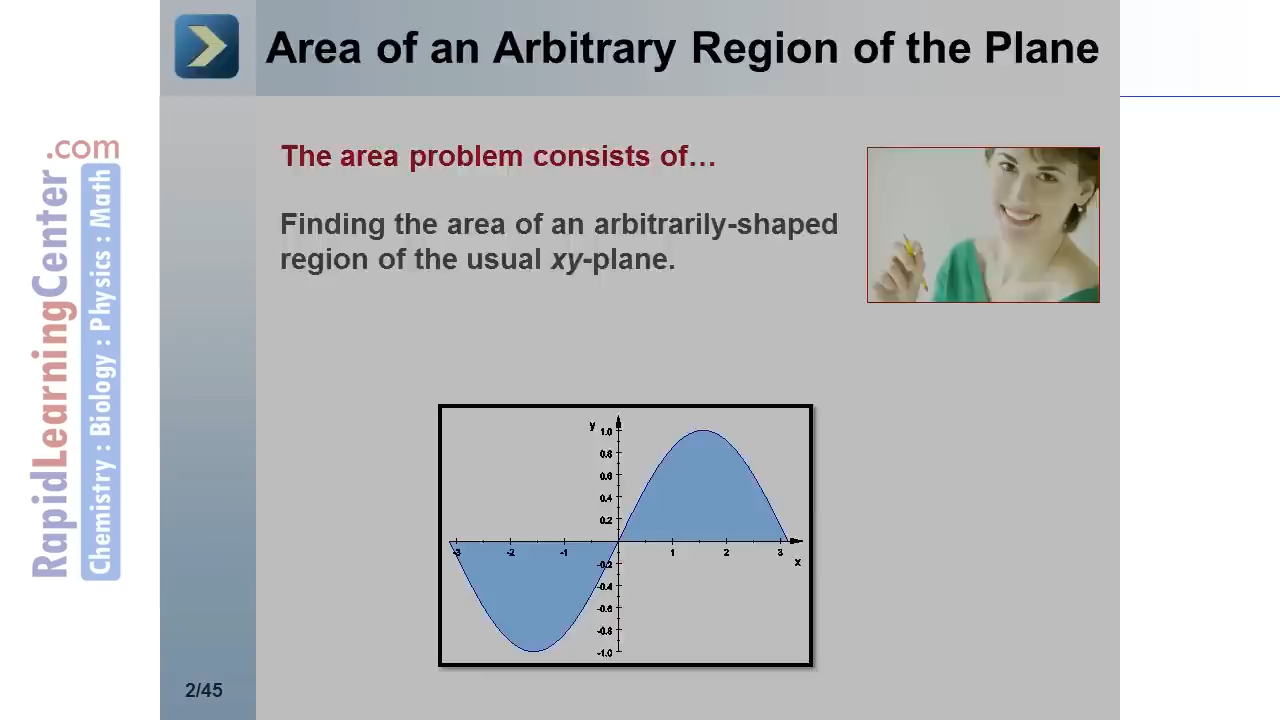 Area of an Arbitrary Region of the Plane
.com
RapidLearningCenter
Chemistry : Biology : Physics : Math
The area problem consists of…
Finding the area of an arbitrarily-shaped
region of the usual xy-plane.
y
1.0
0.8
0.6
0.4
0.2
-3 -2 -1 1 2 3
x
-0.2
-0.4
-0.6
-0.8
-1.0
2/45